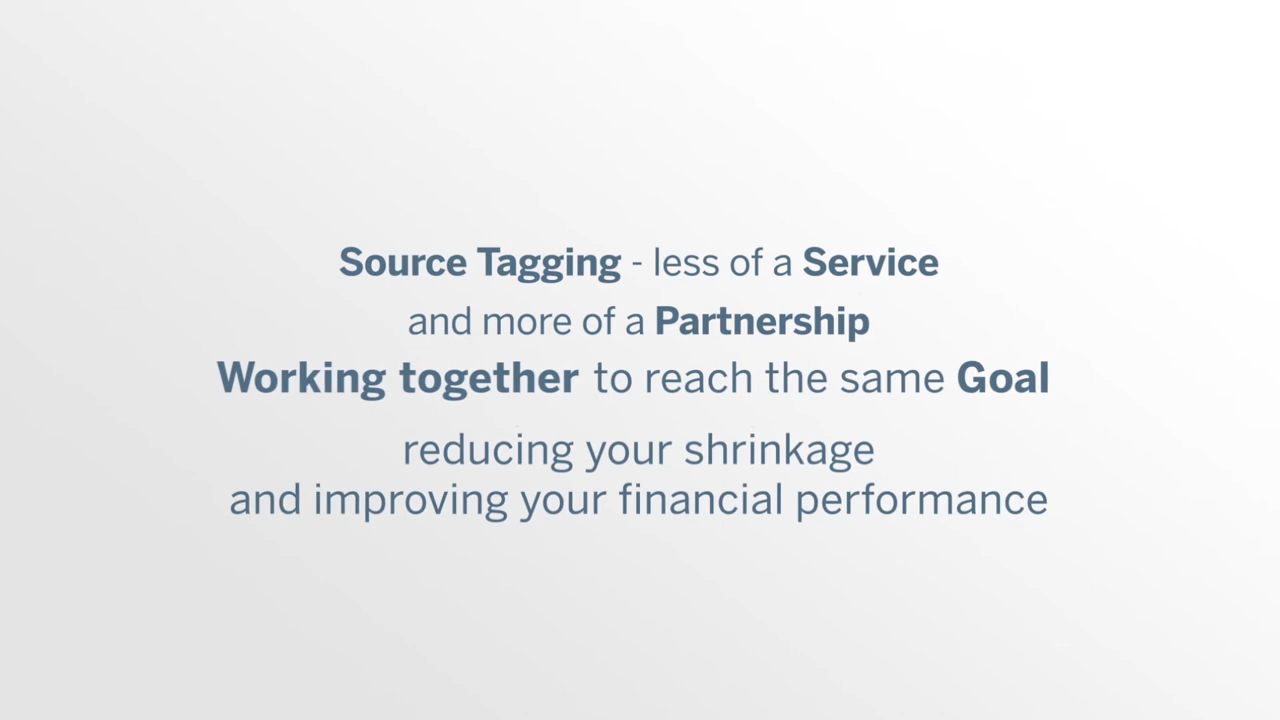 Source Tagging - less of a Service
and more of a Partnership
Working together to reach the same Goal
reducing your shrinkage
and improving your financial performance